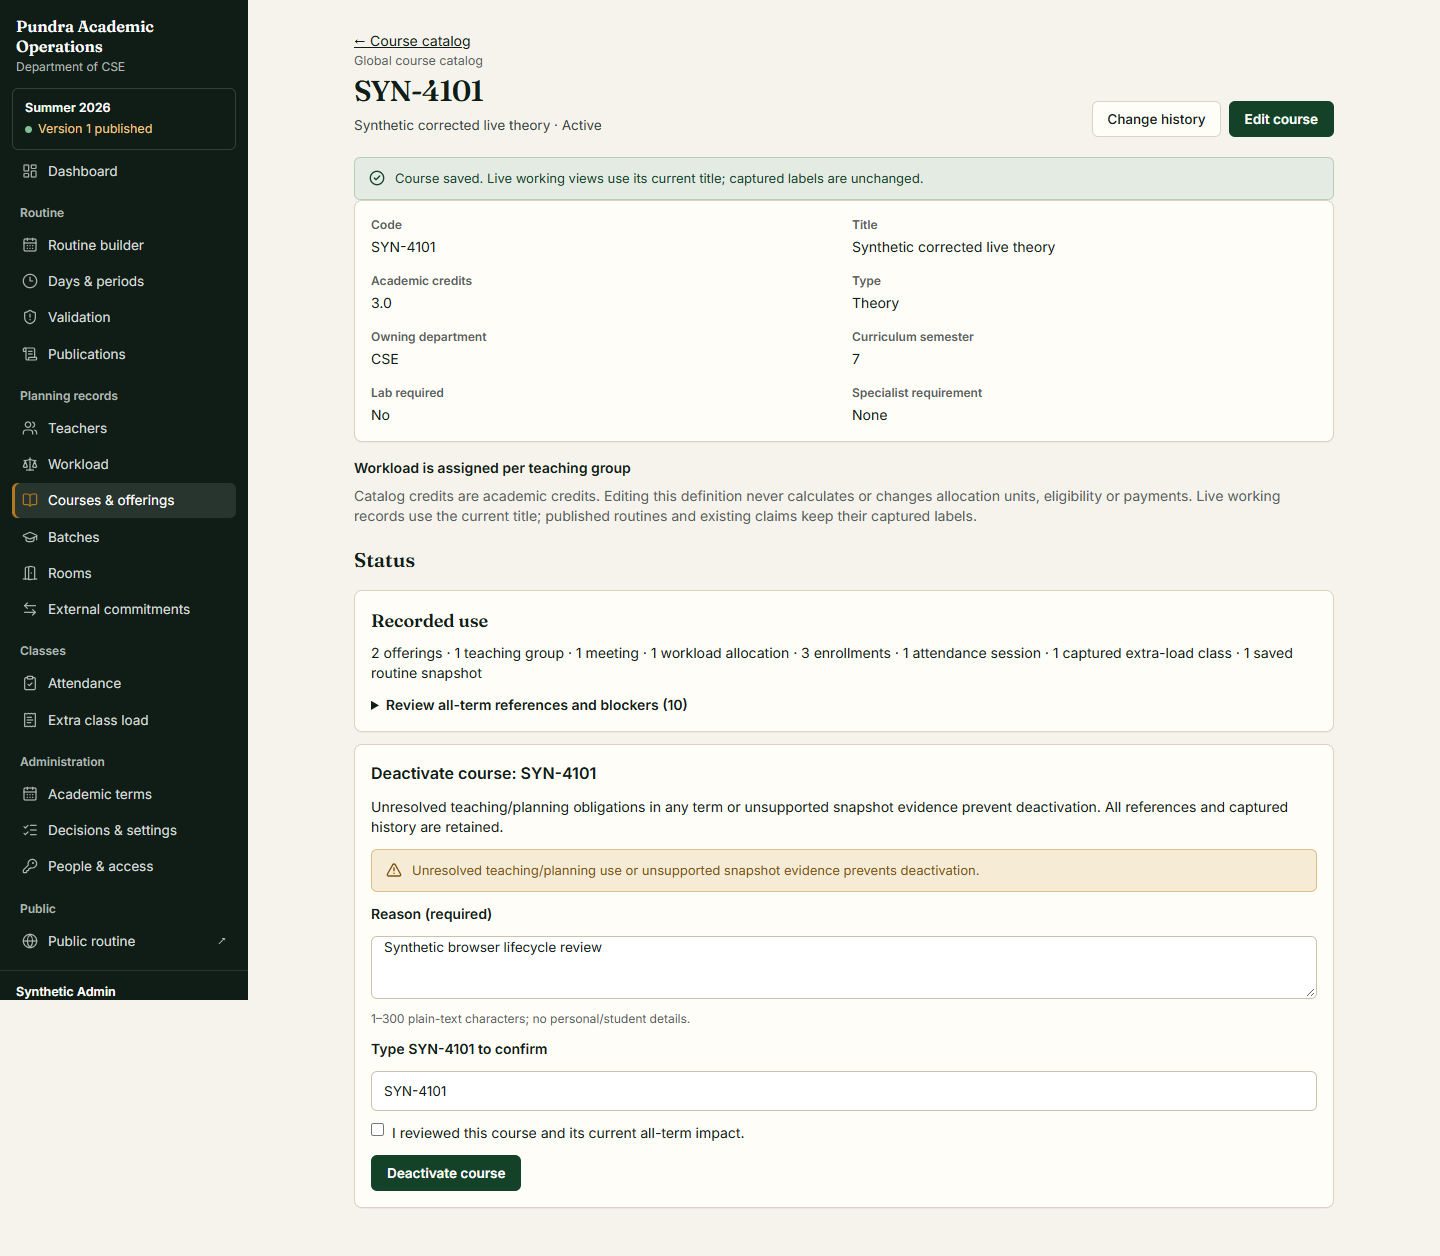 Pundra Academic
Operations
Department of CSE
Summer 2026
Version 1 published
Dashboard
Routine
Routine builder
Days & periods
Validation
Publications
Planning records
Teachers
Workload
Courses & offerings
Batches
Rooms
External commitments
Classes
Attendance
Extra class load
Administration
Academic terms
Decisions & settings
People & access
Public
Public routine ↗
Synthetic Admin
← Course catalog
Global course catalog
SYN-4101
Synthetic corrected live theory · Active
Change history
Edit course
Course saved. Live working views use its current title; captured labels are unchanged.
Code
SYN-4101
Title
Synthetic corrected live theory
Academic credits
3.0
Type
Theory
Owning department
CSE
Curriculum semester
7
Lab required
No
Specialist requirement
None
Workload is assigned per teaching group
Catalog credits are academic credits. Editing this definition never calculates or changes allocation units, eligibility or payments. Live working
records use the current title; published routines and existing claims keep their captured labels.
Status
Recorded use
2 offerings · 1 teaching group · 1 meeting · 1 workload allocation · 3 enrollments · 1 attendance session · 1 captured extra-load class · 1 saved
routine snapshot
▶ Review all-term references and blockers (10)
Deactivate course: SYN-4101
Unresolved teaching/planning obligations in any term or unsupported snapshot evidence prevent deactivation. All references and captured
history are retained.
Unresolved teaching/planning use or unsupported snapshot evidence prevents deactivation.
Reason (required)
Synthetic browser lifecycle review
1–300 plain-text characters; no personal/student details.
Type SYN-4101 to confirm
SYN-4101
I reviewed this course and its current all-term impact.
Deactivate course